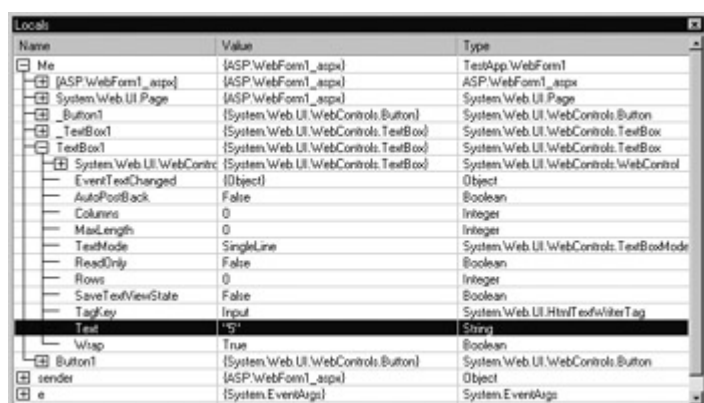 Locals
Name Value Type
Me {ASP.WebForm1_aspx} TestApp.WebForm1
[ASP.WebForm1_aspx] {ASP.WebForm1_aspx} ASP.WebForm1_aspx
System.Web.UI.Page {ASP.WebForm1_aspx} System.Web.UI.Page
_Button1 {System.Web.UI.WebControls.Button} System.Web.UI.WebControls.Button
_TextBox1 {System.Web.UI.WebControls.TextBox} System.Web.UI.WebControls.TextBox
TextBox1 {System.Web.UI.WebControls.TextBox} System.Web.UI.WebControls.TextBox
System.Web.UI.WebContrc {System.Web.UI.WebControls.TextBox} System.Web.UI.WebControls.WebControl
EventTextChanged {Object} Object
AutoPostBack False Boolean
Columns 0 Integer
MaxLength 0 Integer
TextMode SingleLine System.Web.UI.WebControls.TextBoxMode
ReadOnly False Boolean
Rows 0 Integer
SaveTextViewState False Boolean
TagKey Input System.Web.UI.HtmlTextWriterTag
Text "5" String
Wrap True Boolean
Button1 {System.Web.UI.WebControls.Button} System.Web.UI.WebControls.Button
sender {ASP.WebForm1_aspx} Object
e {System.EventArgs} System.EventArgs